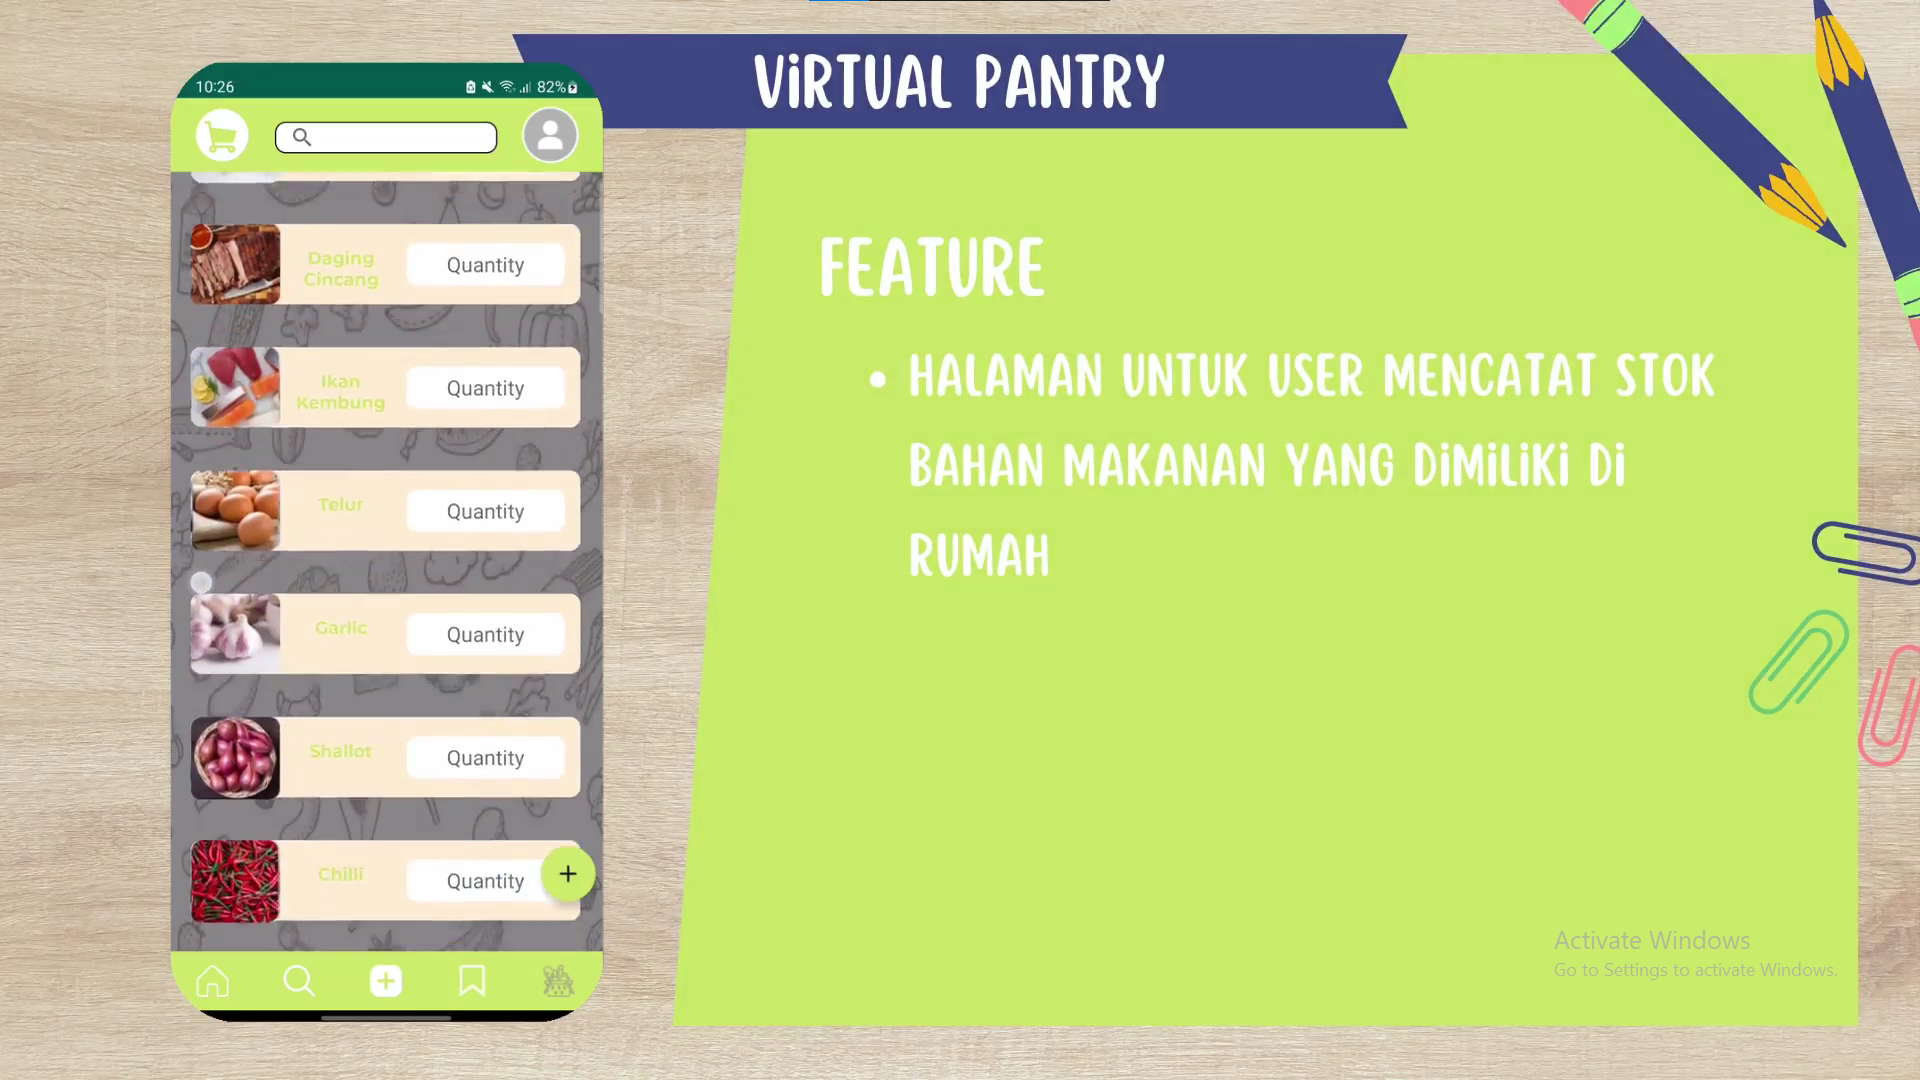 VIRTUAL PANTRY
10:26
82%
Daging
Cincang
Quantity
Ikan
Kembung
Quantity
Telur
Quantity
Garlic
Quantity
Shallot
Quantity
Chilli
Quantity
FEATURE
• HALAMAN UNTUK USER MENCATAT STOK
BAHAN MAKANAN YANG DIMILIKI DI
RUMAH
Activate Windows
Go to Settings to activate Windows.